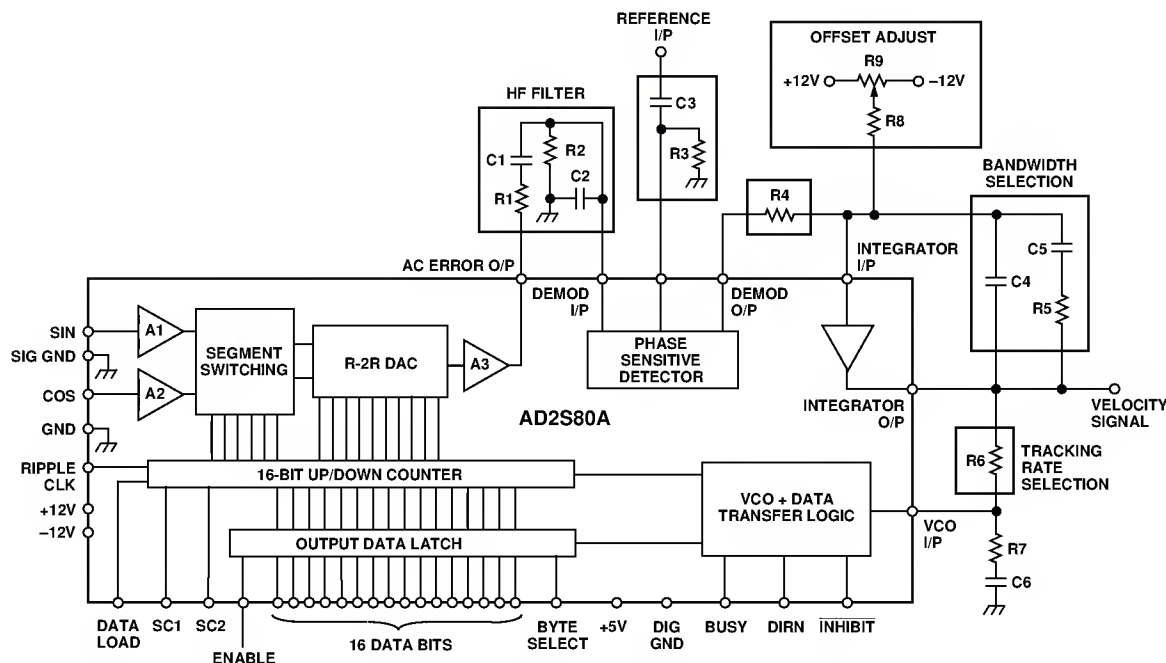 REFERENCE
I/P
OFFSET ADJUST
R9
+12V
–12V
R8
HF FILTER
C3
R3
C1
R2
C2
R1
R4
BANDWIDTH
SELECTION
C5
C4
R5
AC ERROR O/P
DEMOD
I/P
DEMOD
O/P
INTEGRATOR
I/P
SIN
A1
SIG GND
SEGMENT
SWITCHING
R-2R DAC
A3
PHASE
SENSITIVE
DETECTOR
COS
A2
AD2S80A
INTEGRATOR
O/P
VELOCITY
SIGNAL
GND
RIPPLE
CLK
16-BIT UP/DOWN COUNTER
R6
TRACKING
RATE
SELECTION
VCO + DATA
TRANSFER LOGIC
+12V
–12V
OUTPUT DATA LATCH
VCO
I/P
R7
C6
DATA
LOAD
SC1
SC2
ENABLE
16 DATA BITS
BYTE
SELECT
+5V
DIG
GND
BUSY
DIRN
INHIBIT